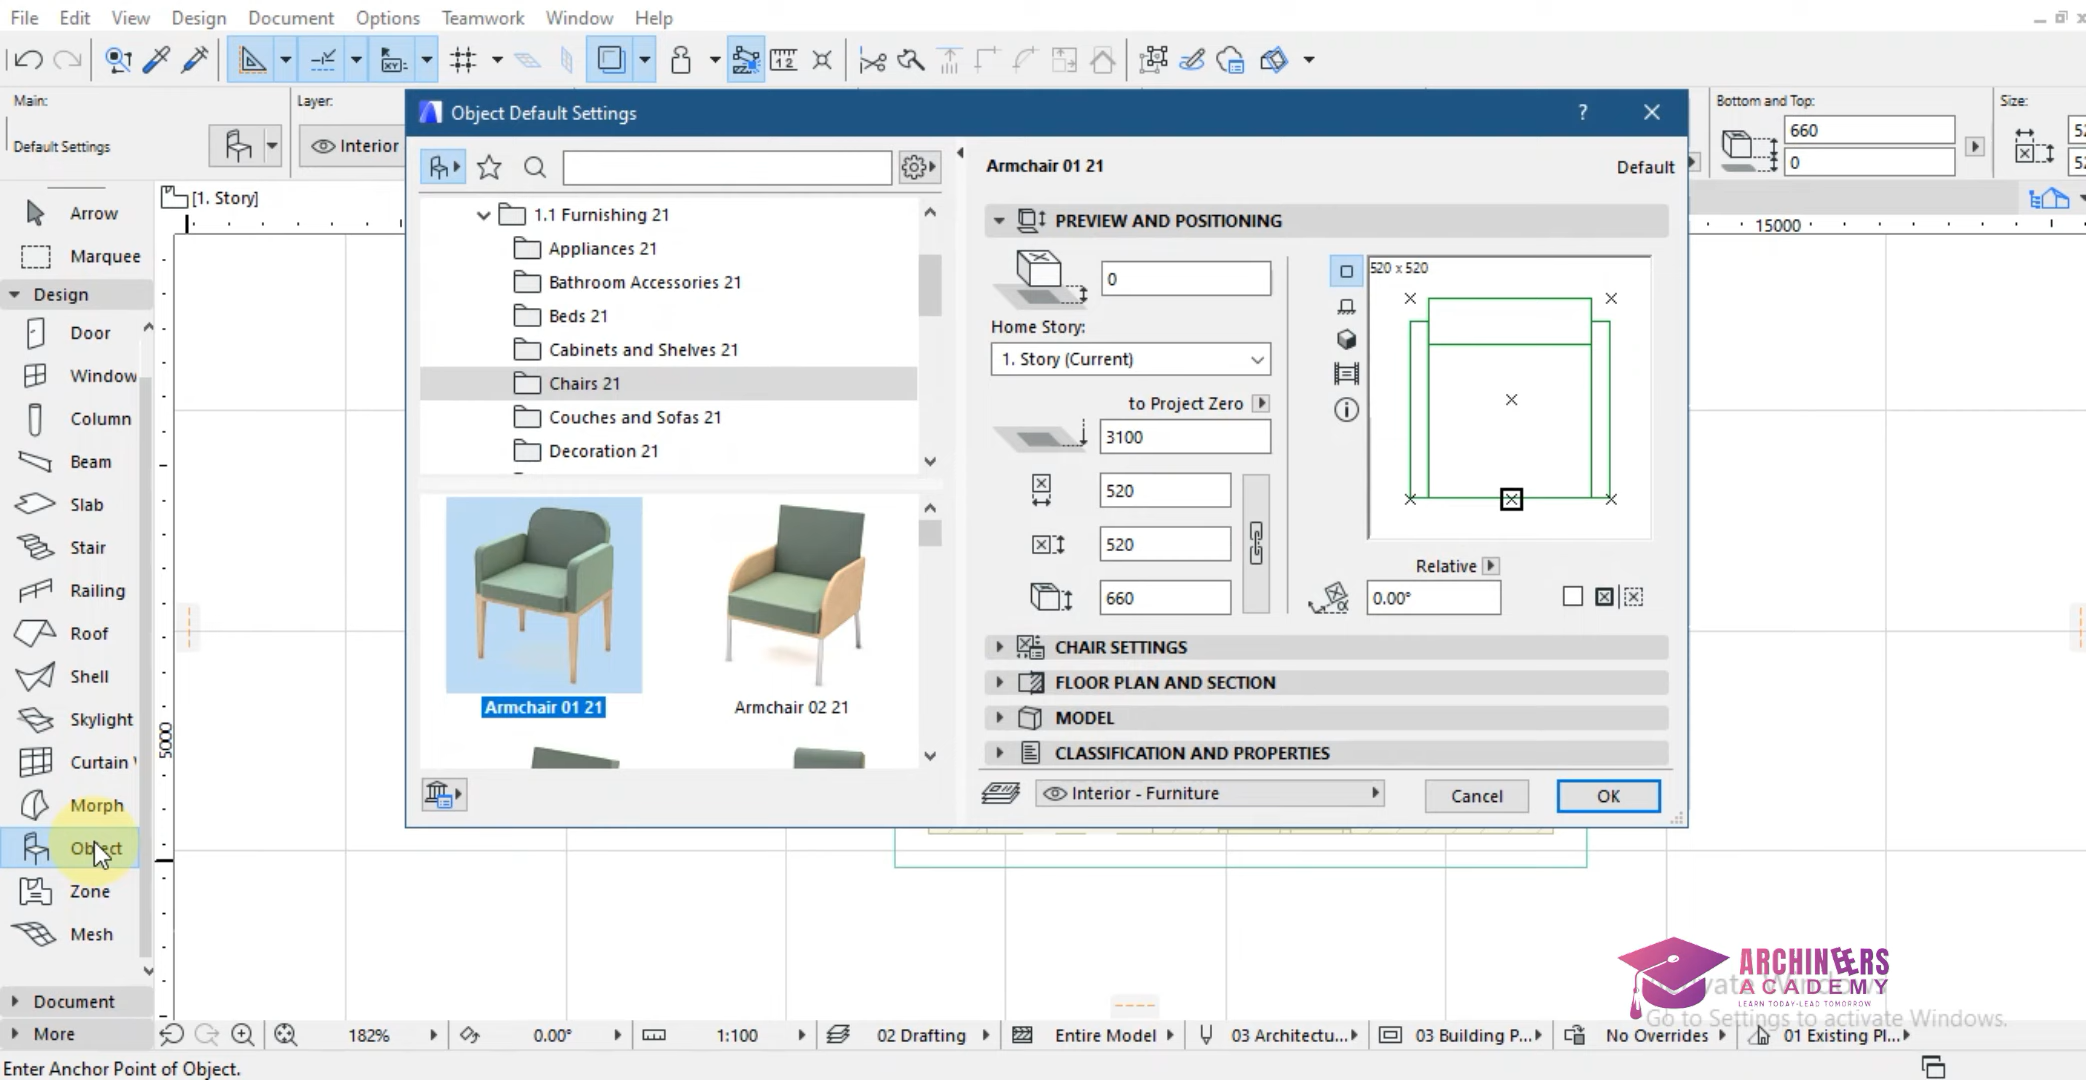 File Edit View Design Document Options Teamwork Window Help
Main:
Default Settings
Layer:
Interior
Bottom and Top:
660
0
Size:
52
52
Object Default Settings
?
Arrow
Marquee
Design
Door
Window
Column
Beam
Slab
Stair
Railing
Roof
Shell
Skylight
Curtain
Morph
Object
Zone
Mesh
Document
More
[1. Story]
15000
5000
1.1 Furnishing 21
Appliances 21
Bathroom Accessories 21
Beds 21
Cabinets and Shelves 21
Chairs 21
Couches and Sofas 21
Decoration 21
Armchair 01 21
Armchair 02 21
Armchair 01 21
Default
PREVIEW AND POSITIONING
0
Home Story:
1. Story (Current)
to Project Zero
3100
520
520
660
520 x 520
Relative
0.00°
CHAIR SETTINGS
FLOOR PLAN AND SECTION
MODEL
CLASSIFICATION AND PROPERTIES
Interior - Furniture
Cancel
OK
ARCHINEERS
ACADEMY
LEARN TODAY-LEAD TOMORROW
Go to Settings to activate Windows.
182% 0.00° 1:100 02 Drafting Entire Model 03 Architectu... 03 Building P... No Overrides 01 Existing Pl...
Enter Anchor Point of Object.